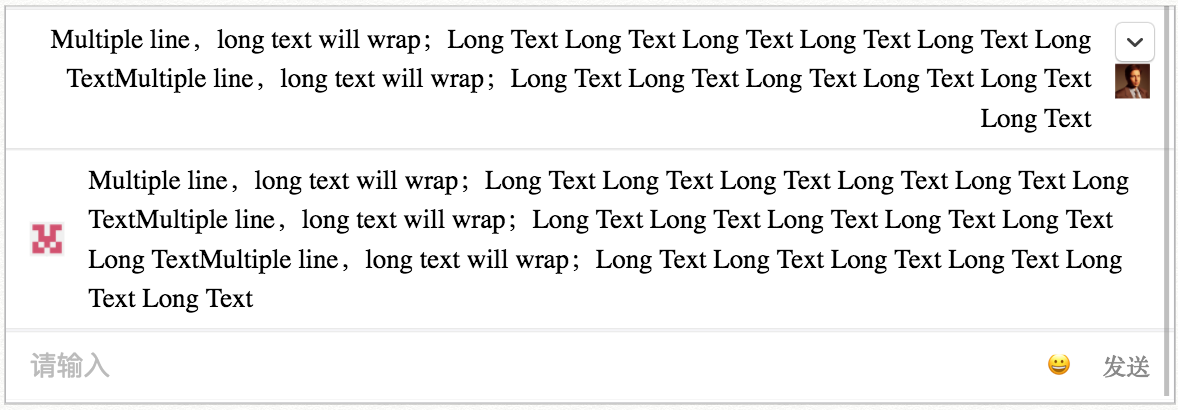 Multiple line，long text will wrap；Long Text Long Text Long Text Long Text Long Text Long
TextMultiple line，long text will wrap；Long Text Long Text Long Text Long Text Long Text
Long Text
Multiple line，long text will wrap；Long Text Long Text Long Text Long Text Long Text Long
TextMultiple line，long text will wrap；Long Text Long Text Long Text Long Text Long Text
Long TextMultiple line，long text will wrap；Long Text Long Text Long Text Long Text Long
Text Long Text
请输入 😀 发送